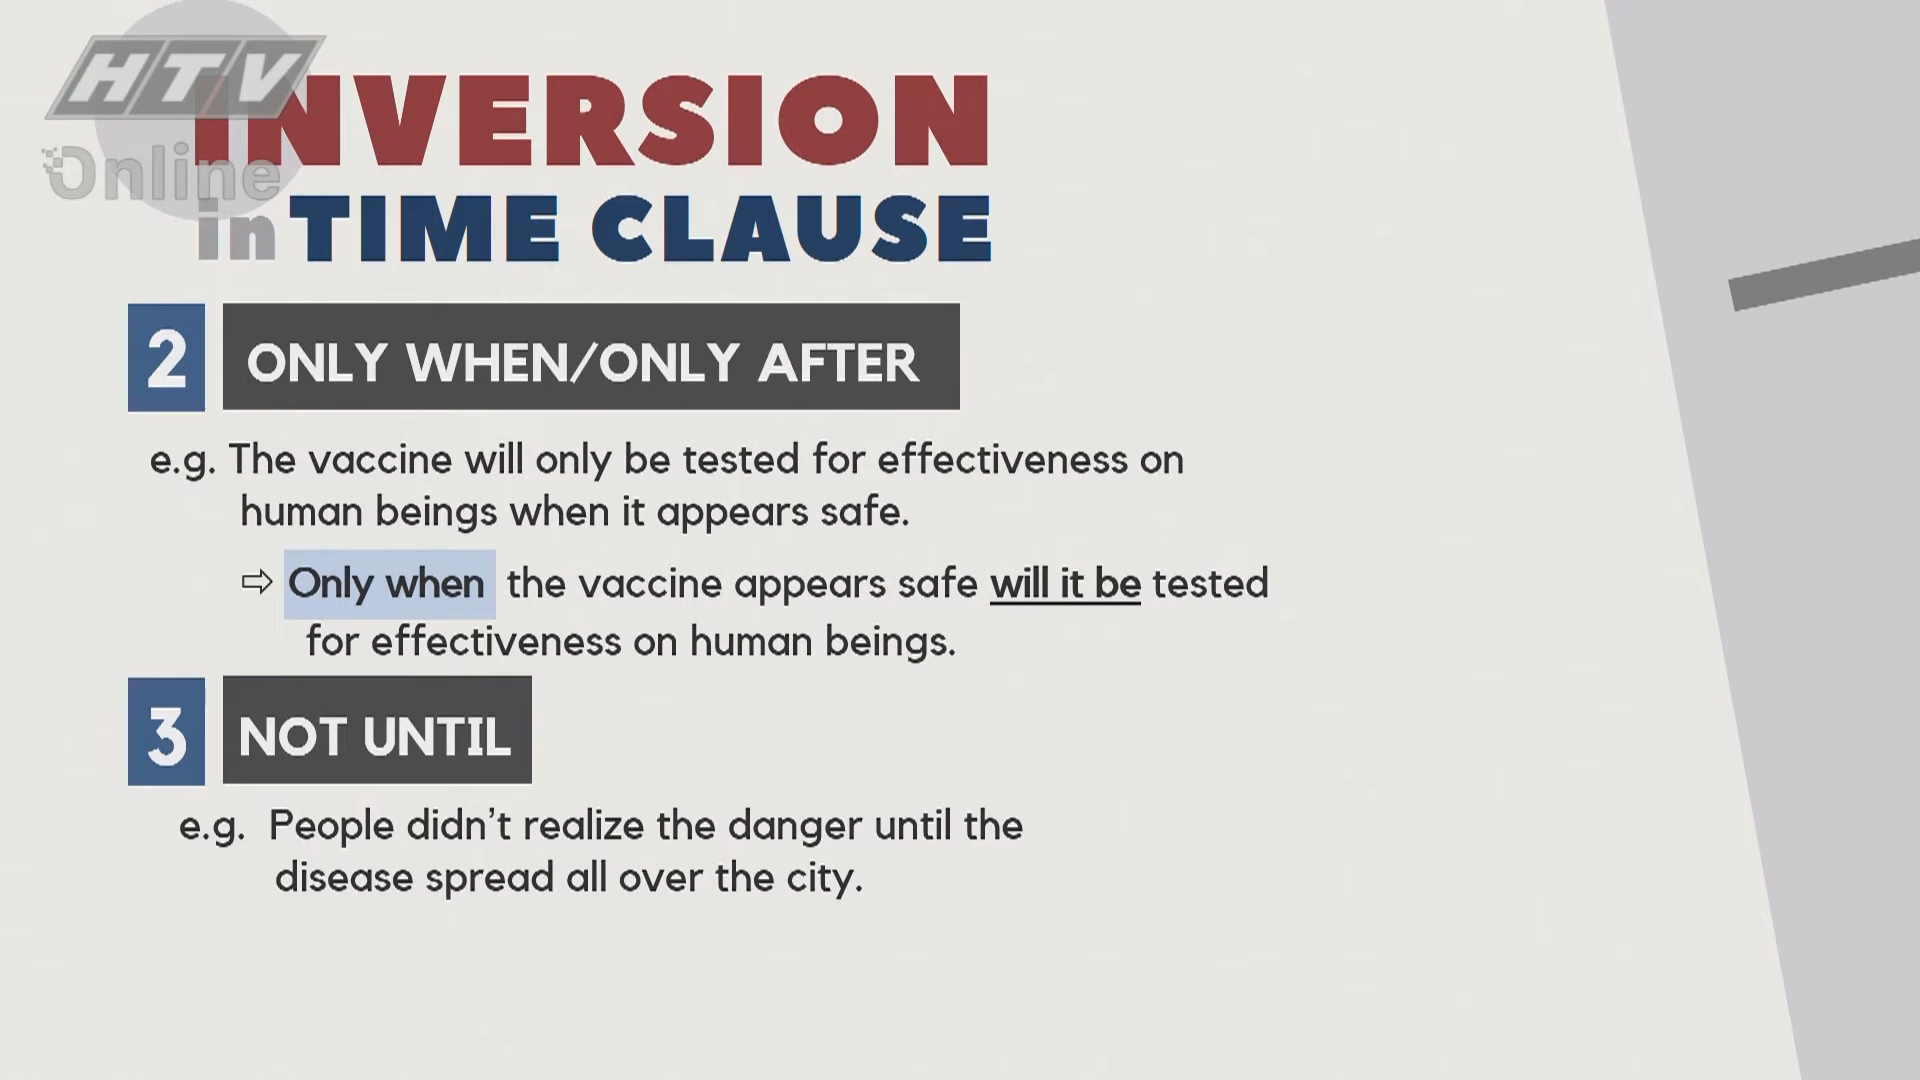 HTV
Online
INVERSION
in TIME CLAUSE
2 ONLY WHEN/ONLY AFTER
e.g. The vaccine will only be tested for effectiveness on
human beings when it appears safe.
⇨ Only when the vaccine appears safe will it be tested
for effectiveness on human beings.
3 NOT UNTIL
e.g. People didn’t realize the danger until the
disease spread all over the city.